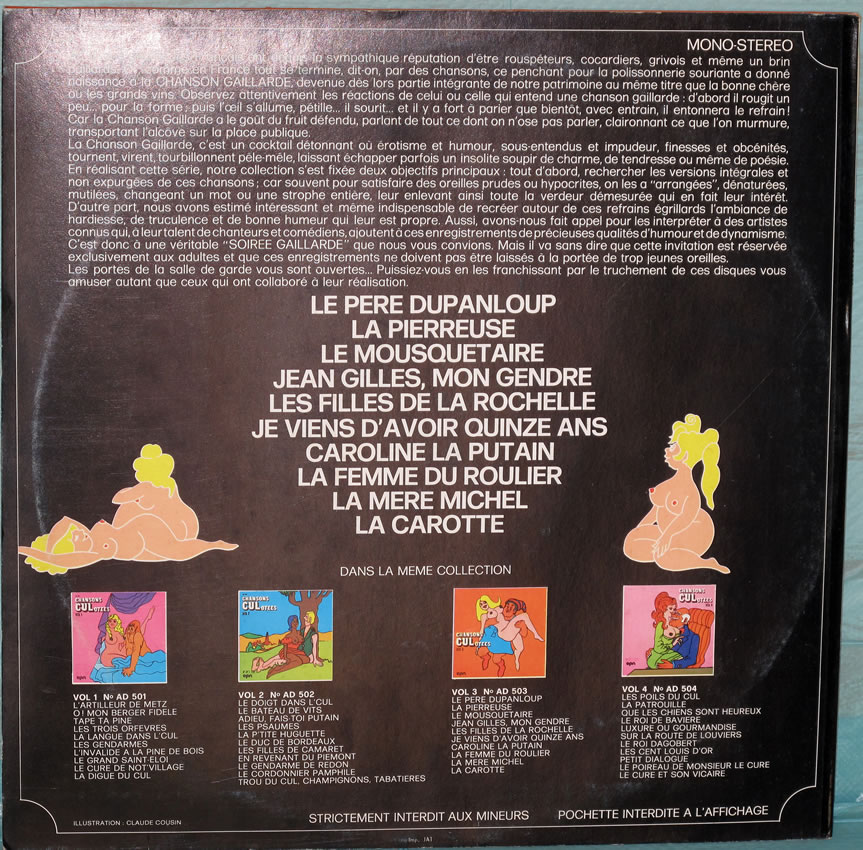 MONO-STEREO
la sympathique réputation d'être rouspéteurs, cocardiers, grivois et même un brin
comme en France tout se termine, dit-on, par des chansons, ce penchant pour la polissonnerie souriante a donné
naissance à la CHANSON GAILLARDE, devenue dès lors partie intégrante de notre patrimoine au même titre que la bonne chère
ou les grands vins. Observez attentivement les réactions de celui ou celle qui entend une chanson gaillarde : d'abord il rougit un
peu... pour la forme ; puis l'œil s'allume, pétille... il sourit... et il y a fort à parier que bientôt, avec entrain, il entonnera le refrain !
Car la Chanson Gaillarde a le goût du fruit défendu, parlant de tout ce dont on n'ose pas parler, claironnant ce que l'on murmure,
transportant l'alcôve sur la place publique.
La Chanson Gaillarde, c'est un cocktail détonnant où érotisme et humour, sous-entendus et impudeur, finesses et obcénités,
tournent, virent, tourbillonnent pêle-mêle, laissant échapper parfois un insolite soupir de charme, de tendresse ou même de poésie.
En réalisant cette série, notre collection s'est fixée deux objectifs principaux : tout d'abord, rechercher les versions intégrales et
non expurgées de ces chansons ; car souvent pour satisfaire des oreilles prudes ou hypocrites, on les a "arrangées", dénaturées,
mutilées, changeant un mot ou une strophe entière, leur enlevant ainsi toute la verdeur démesurée qui en fait leur intérêt.
D'autre part, nous avons estimé intéressant et même indispensable de recréer autour de ces refrains égrillards l'ambiance de
hardiesse, de truculence et de bonne humeur qui leur est propre. Aussi, avons-nous fait appel pour les interpréter à des artistes
connus qui, à leur talent de chanteurs et comédiens, ajoutent à ces enregistrements de précieuses qualités d'humour et de dynamisme.
C'est donc à une véritable "SOIREE GAILLARDE" que nous vous convions. Mais il va sans dire que cette invitation est réservée
exclusivement aux adultes et que ces enregistrements ne doivent pas être laissés à la portée de trop jeunes oreilles.
Les portes de la salle de garde vous sont ouvertes... Puissiez-vous en les franchissant par le truchement de ces disques vous
amuser autant que ceux qui ont collaboré à leur réalisation.
LE PERE DUPANLOUP
LA PIERREUSE
LE MOUSQUETAIRE
JEAN GILLES, MON GENDRE
LES FILLES DE LA ROCHELLE
JE VIENS D'AVOIR QUINZE ANS
CAROLINE LA PUTAIN
LA FEMME DU ROULIER
LA MERE MICHEL
LA CAROTTE
DANS LA MEME COLLECTION
CHANSONS
CULOTEES
CHANSONS
CULOTEES
CHANSONS
CULOTEES
CHANSONS
CULOTEES
VOL 1 No AD 501
L'ARTILLEUR DE METZ
O ! MON BERGER FIDELE
TAPE TA PINE
LES TROIS ORFEVRES
LA LANGUE DANS L'CUL
LES GENDARMES
L'INVALIDE A LA PINE DE BOIS
LE GRAND SAINT-ELOI
LE CURE DE NOT'VILLAGE
LA DIGUE DU CUL
VOL 2 No AD 502
LE DOIGT DANS L'CUL
LE BATEAU DE VITS
ADIEU, FAIS-TOI PUTAIN
LES PSAUMES
LA P'TITE HUGUETTE
LE DUC DE BORDEAUX
LES FILLES DE CAMARET
EN REVENANT DU PIEMONT
LE GENDARME DE REDON
LE CORDONNIER PAMPHILE
TROU DU CUL, CHAMPIGNONS, TABATIERES
VOL 3 No AD 503
LE PERE DUPANLOUP
LA PIERREUSE
LE MOUSQUETAIRE
JEAN GILLES, MON GENDRE
LES FILLES DE LA ROCHELLE
JE VIENS D'AVOIR QUINZE ANS
CAROLINE LA PUTAIN
LA FEMME DU ROULIER
LA MERE MICHEL
LA CAROTTE
VOL 4 No AD 504
LES POILS DU CUL
LA PATROUILLE
QUE LES CHIENS SONT HEUREUX
LE ROI DE BAVIERE
LUXURE OU GOURMANDISE
SUR LA ROUTE DE LOUVIERS
LE ROI DAGOBERT
LES CENT LOUIS D'OR
PETIT DIALOGUE
LE POIREAU DE MONSIEUR LE CURE
LE CURE ET SON VICAIRE
ILLUSTRATION : CLAUDE COUSIN
STRICTEMENT INTERDIT AUX MINEURS
POCHETTE INTERDITE A L'AFFICHAGE